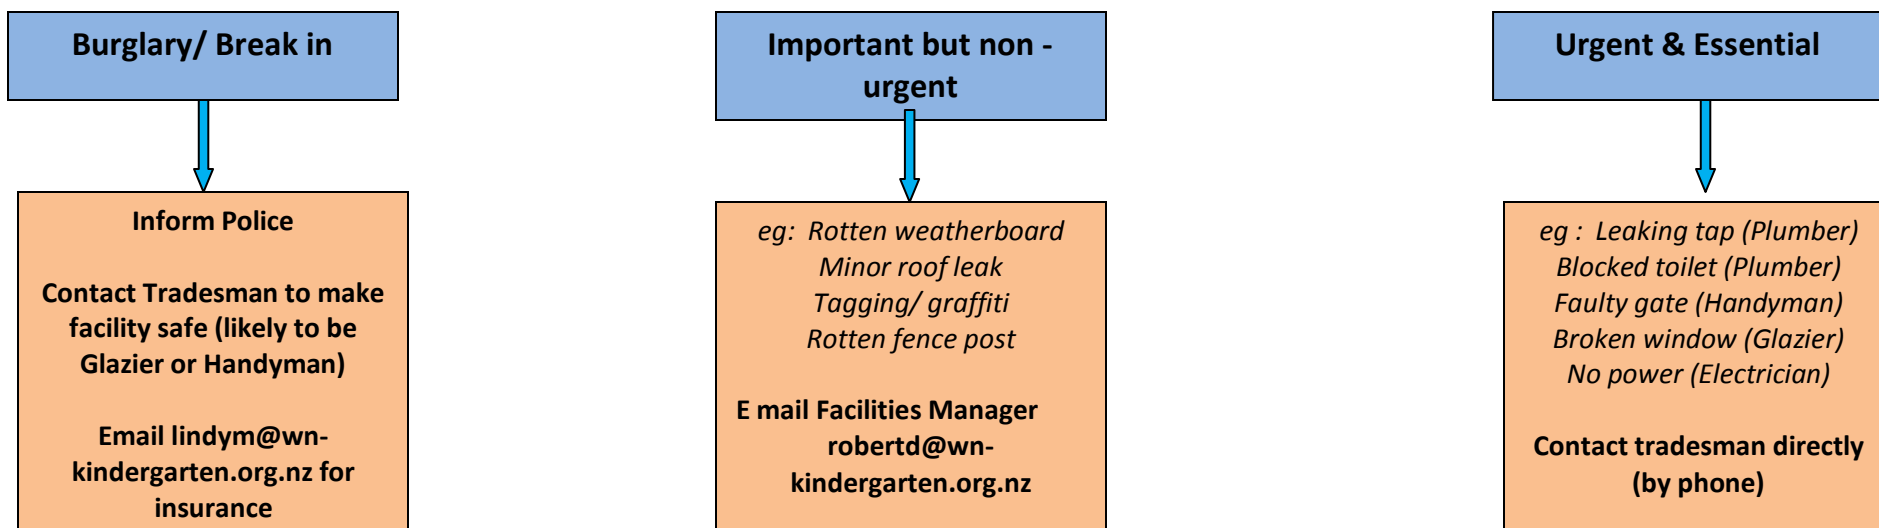 Burglary/ Break in
Inform Police
Contact Tradesman to make
facility safe (likely to be
Glazier or Handyman)
Email lindym@wn-
kindergarten.org.nz for
insurance
Important but non -
urgent
eg: Rotten weatherboard
Minor roof leak
Tagging/ graffiti
Rotten fence post
E mail Facilities Manager
robertd@wn-
kindergarten.org.nz
Urgent & Essential
eg : Leaking tap (Plumber)
Blocked toilet (Plumber)
Faulty gate (Handyman)
Broken window (Glazier)
No power (Electrician)
Contact tradesman directly
(by phone)